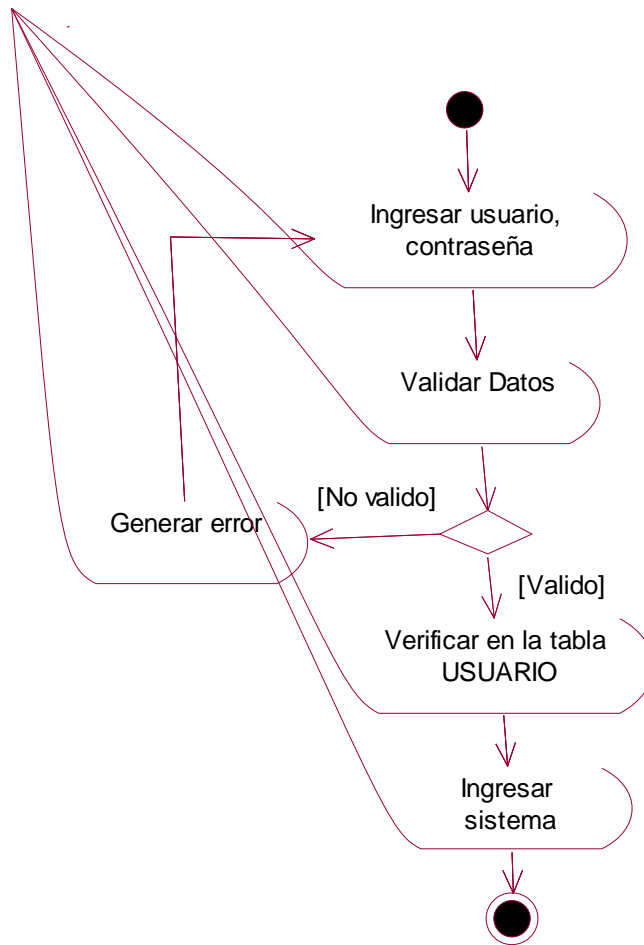 Ingresar usuario,
contraseña
Validar Datos
[No valido]
Generar error
[Valido]
Verificar en la tabla
USUARIO
Ingresar
sistema